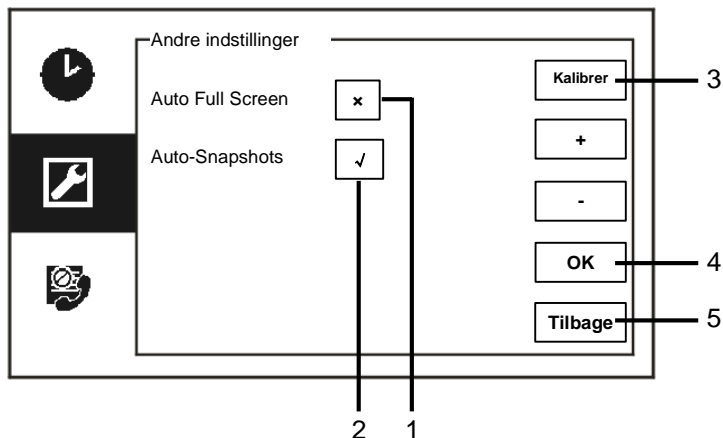 Andre indstillinger
Auto Full Screen ×
Auto-Snapshots √
Kalibrer 3
+
-
OK 4
Tilbage 5
2 1